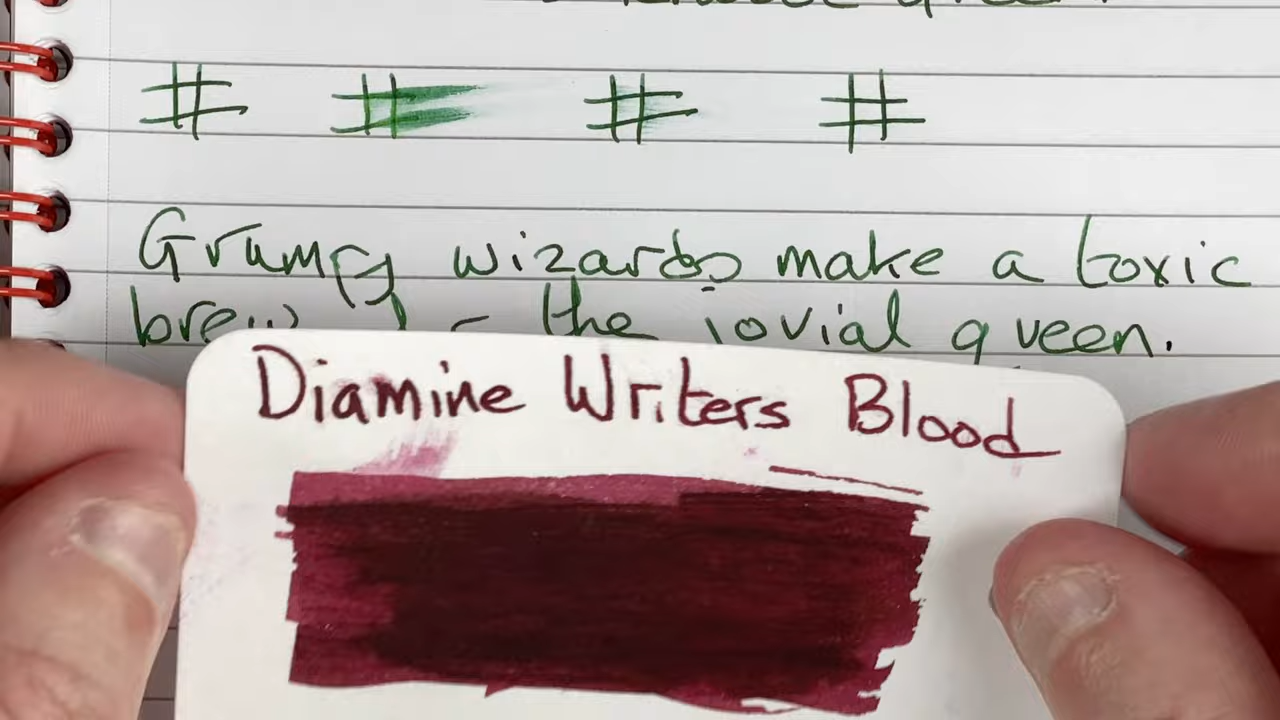 # # # #
Grumpy wizards make a toxic
the jovial queen.
Diamine Writers Blood